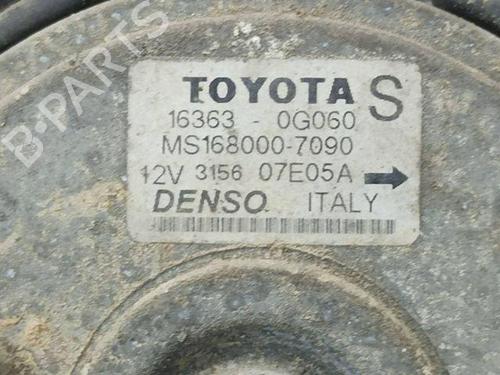 B-PARTS
TOYOTA S
16363 - 0G060
MS168000-7090
12V 3156 07E05A
DENSO ITALY